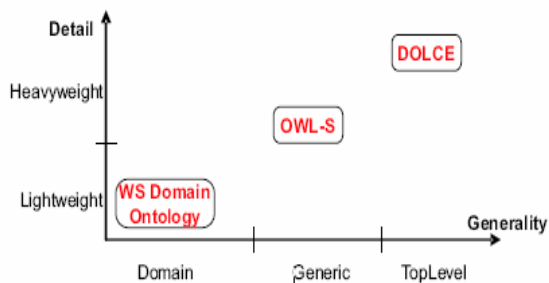 Detail
DOLCE
Heavyweight
OWL-S
Lightweight
WS Domain
Ontology
Generality
Domain
Generic
TopLevel